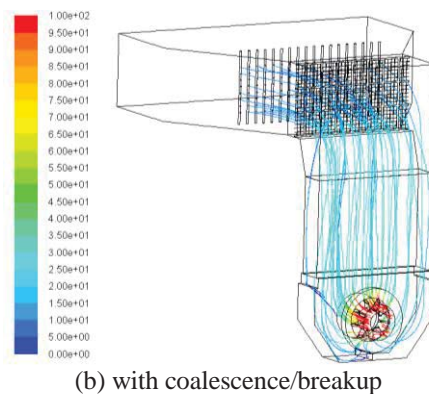 1.00e+02
9.50e+01
9.00e+01
8.50e+01
8.00e+01
7.50e+01
7.00e+01
6.50e+01
6.00e+01
5.50e+01
5.00e+01
4.50e+01
4.00e+01
3.50e+01
3.00e+01
2.50e+01
2.00e+01
1.50e+01
1.00e+01
5.00e+00
0.00e+00
(b) with coalescence/breakup